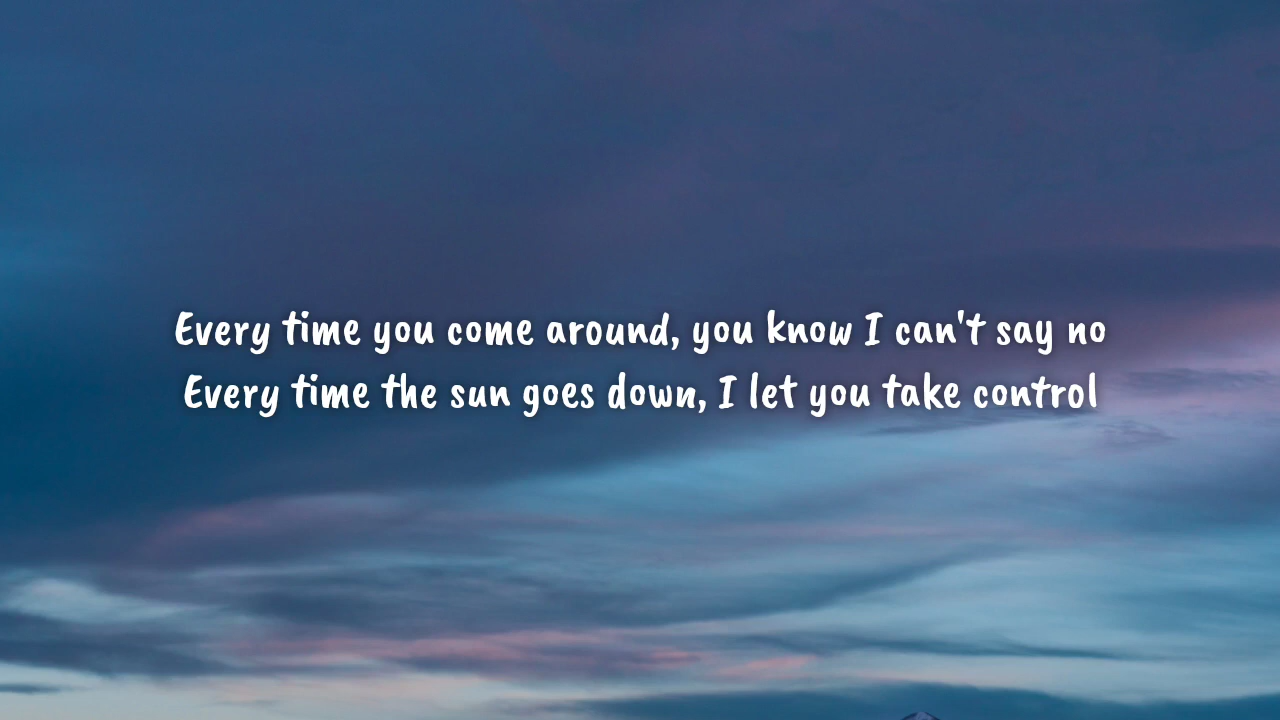 Every time you come around, you know I can't say no
Every time the sun goes down, I let you take control